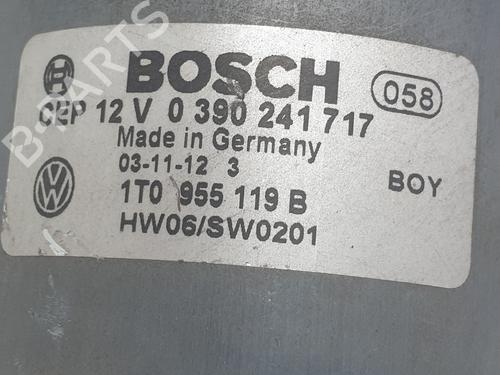 BOSCH
058
CEP 12 V 0 390 241 717
Made in Germany
03-11-12 3
BOY
1T0 955 119 B
HW06/SW0201
B-PARTS